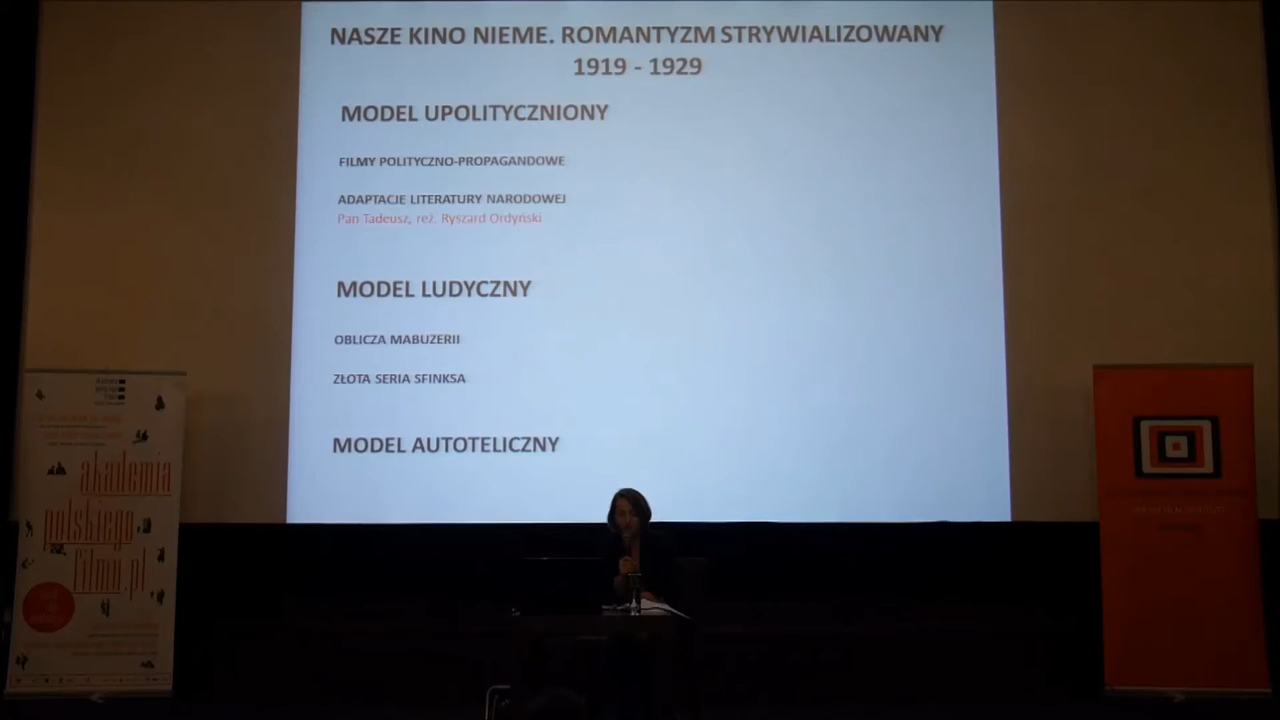 NASZE KINO NIEME. ROMANTYZM STRYWIALIZOWANY
1919 - 1929
MODEL UPOLITYCZNIONY
FILMY POLITYCZNO-PROPAGANDOWE
ADAPTACJE LITERATURY NARODOWEJ
Pan Tadeusz, reż. Ryszard Ordyński
MODEL LUDYCZNY
OBLICZA MABUZERII
ZŁOTA SERIA SFINKSA
MODEL AUTOTELICZNY
akademia
polskiego
filmu.pl